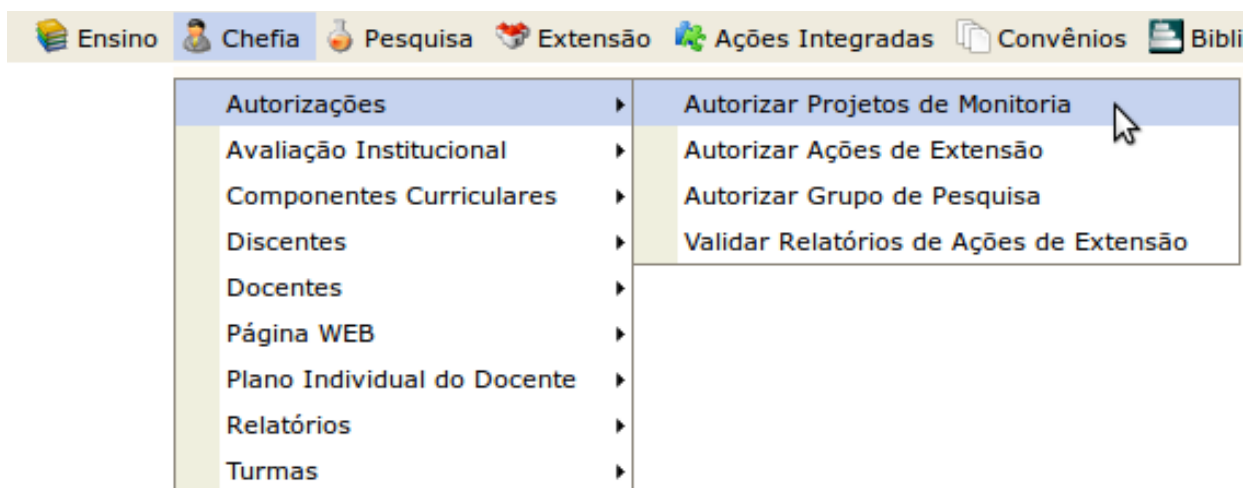 Ensino Chefia Pesquisa Extensão Ações Integradas Convênios Bibli
Autorizações
Avaliação Institucional
Componentes Curriculares
Discentes
Docentes
Página WEB
Plano Individual do Docente
Relatórios
Turmas
Autorizar Projetos de Monitoria
Autorizar Ações de Extensão
Autorizar Grupo de Pesquisa
Validar Relatórios de Ações de Extensão